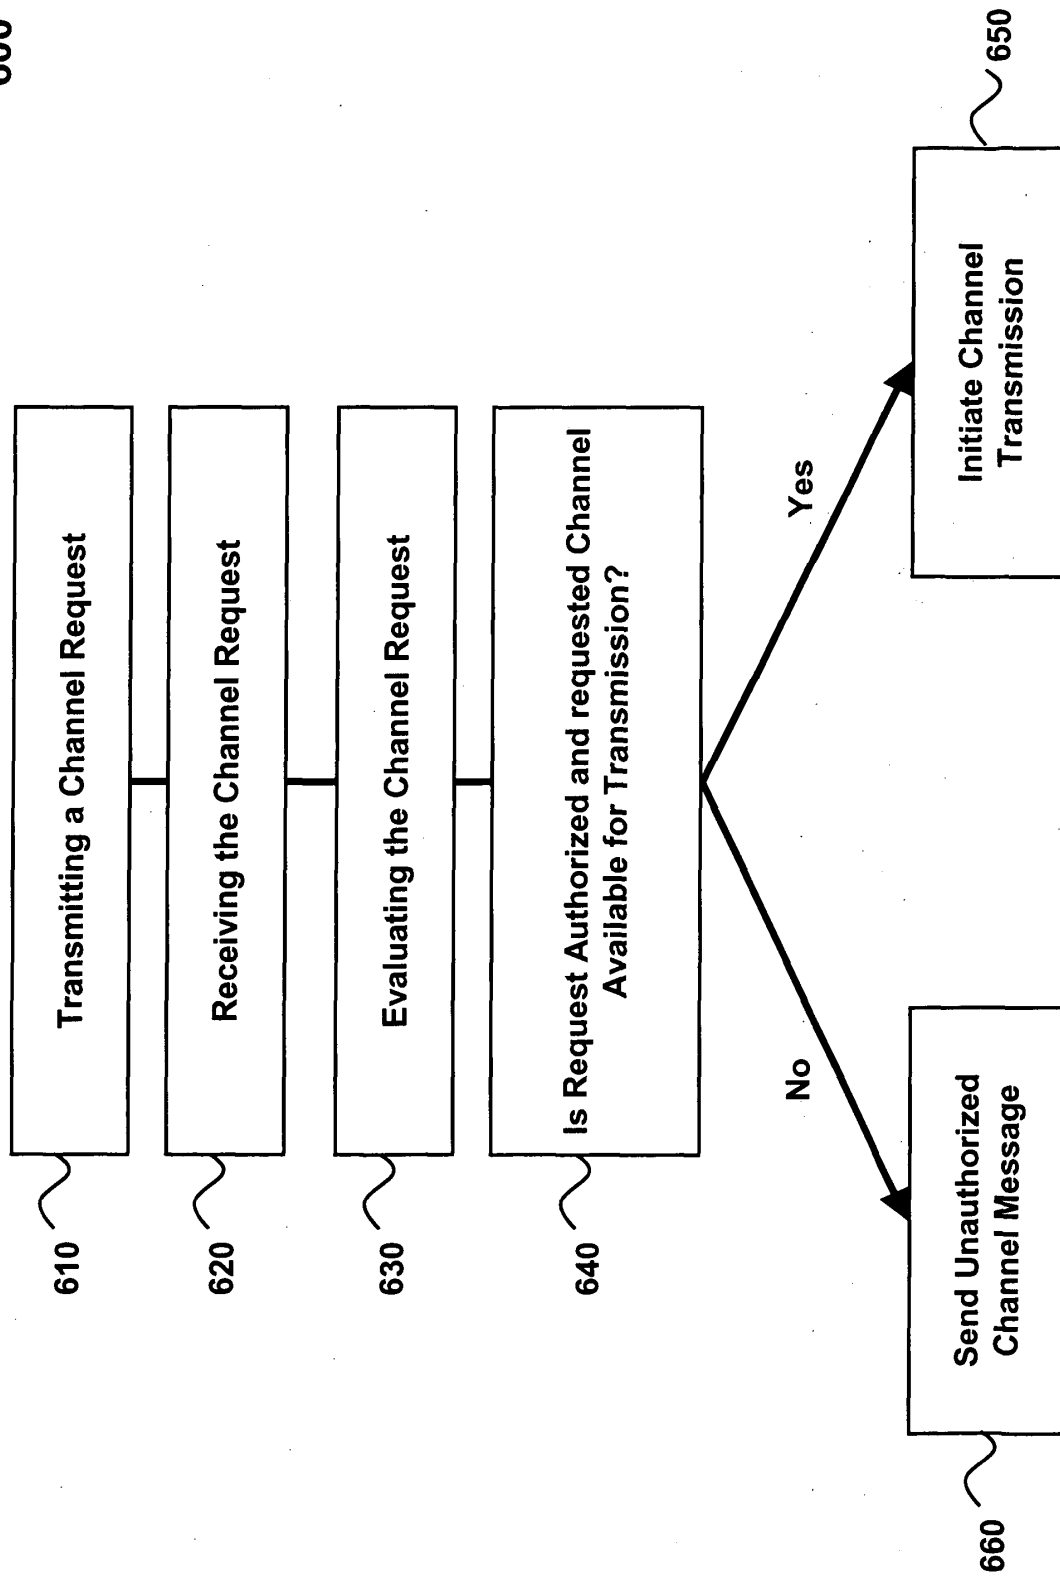 610
Transmitting a Channel Request
620
Receiving the Channel Request
630
Evaluating the Channel Request
640
Is Request Authorized and requested Channel
Available for Transmission?
No
Yes
660
Send Unauthorized
Channel Message
Initiate Channel
Transmission
650